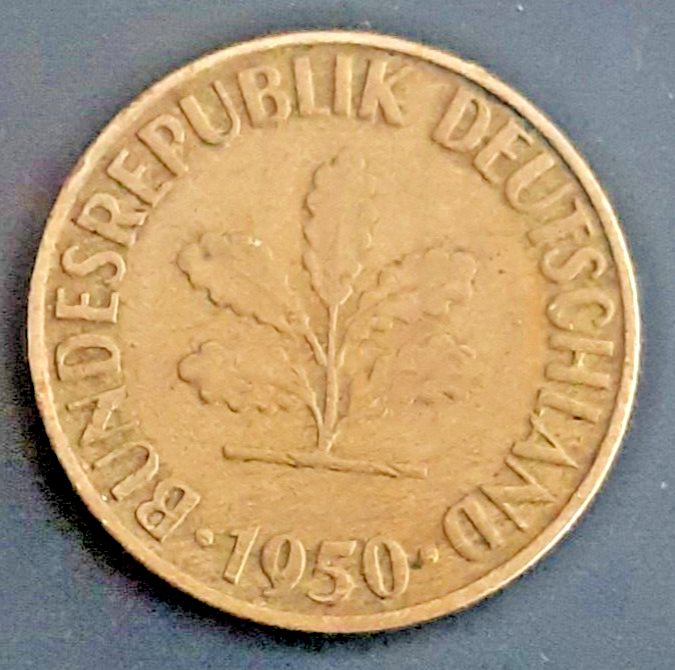 BUNDESREPUBLIK DEUTSCHLAND
· 1950 ·